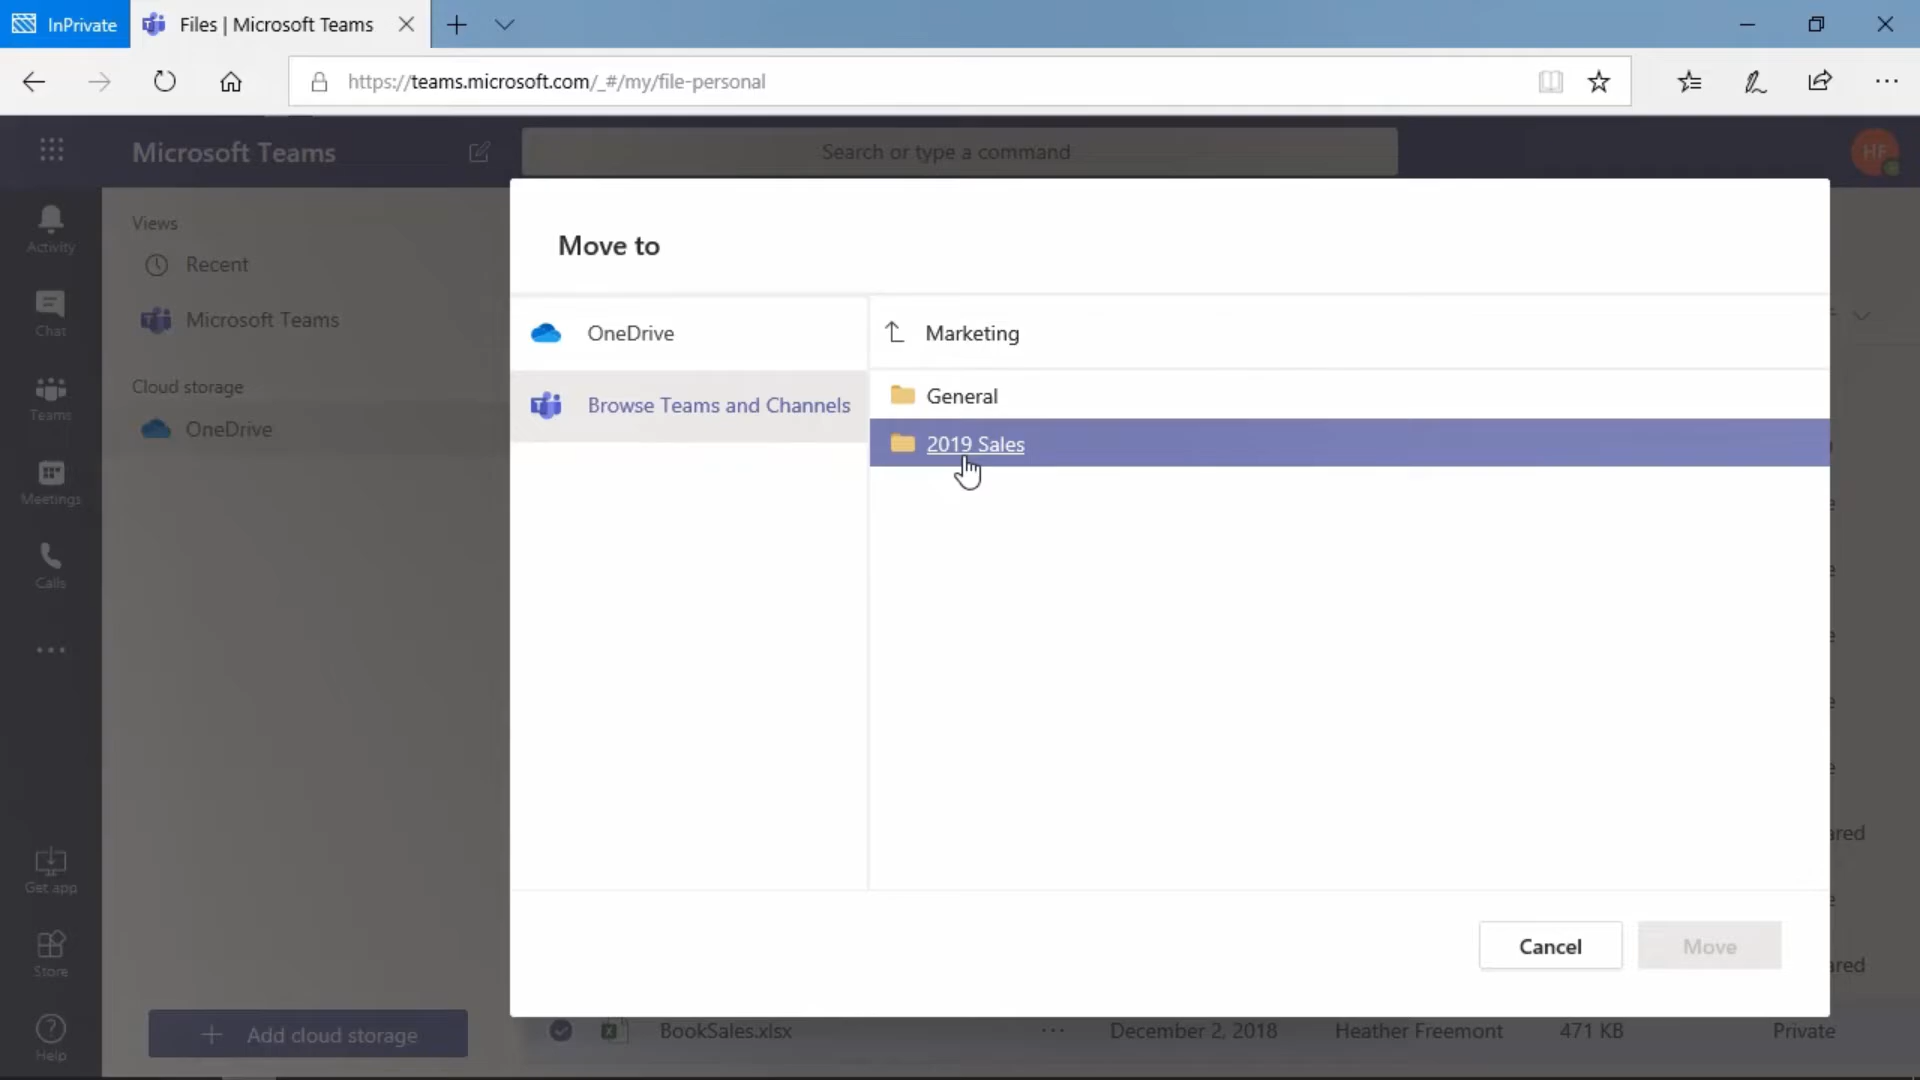 InPrivate
Files | Microsoft Teams
https://teams.microsoft.com/_#/my/file-personal
Microsoft Teams
Search or type a command
HF
Activity
Chat
Teams
Meetings
Calls
Get app
Store
Help
Views
Recent
Microsoft Teams
Cloud storage
OneDrive
Add cloud storage
Move to
OneDrive
Browse Teams and Channels
Marketing
General
2019 Sales
Cancel
Move
BookSales.xlsx
December 2, 2018
Heather Freemont
471 KB
Private